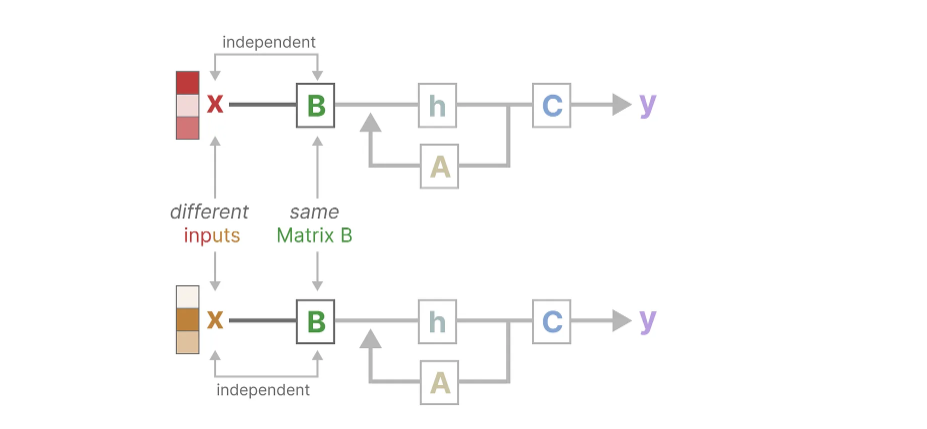 independent
x B h C y
A
different same
inputs Matrix B
x B h C y
A
independent